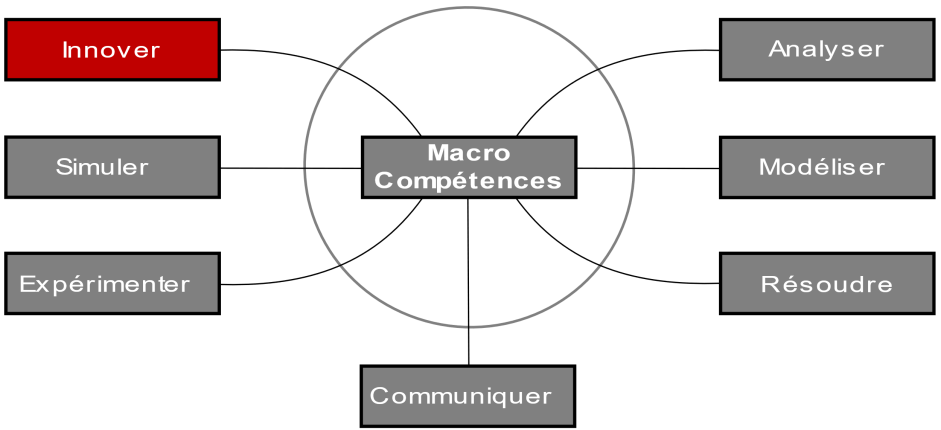 Innover
Analyser
Macro
Compétences
Simuler
Modéliser
Expérimenter
Résoudre
Communiquer